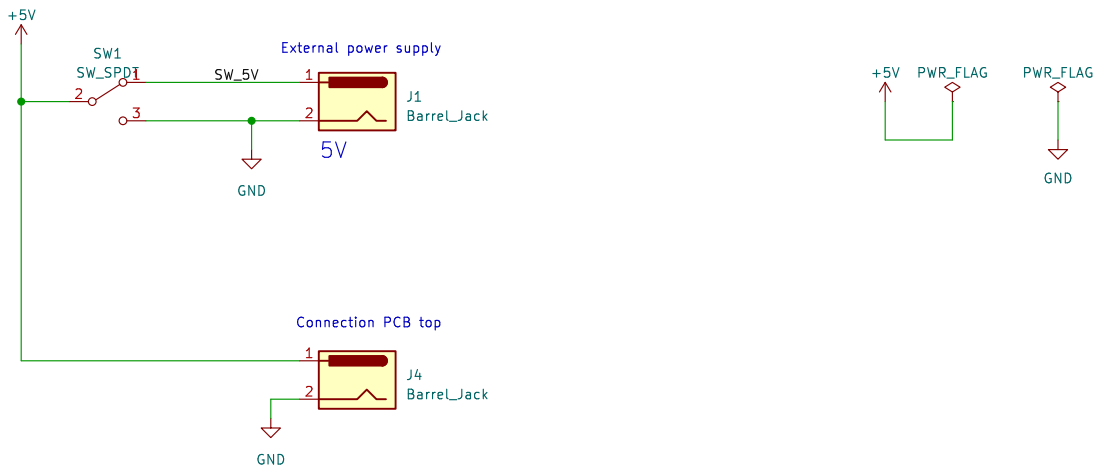 +5V
External power supply
SW1
SW_SPDT
1
SW_5V
1
+5V
PWR_FLAG
PWR_FLAG
2
J1
Barrel_Jack
3
2
5V
GND
GND
Connection PCB top
1
J4
2
Barrel_Jack
GND